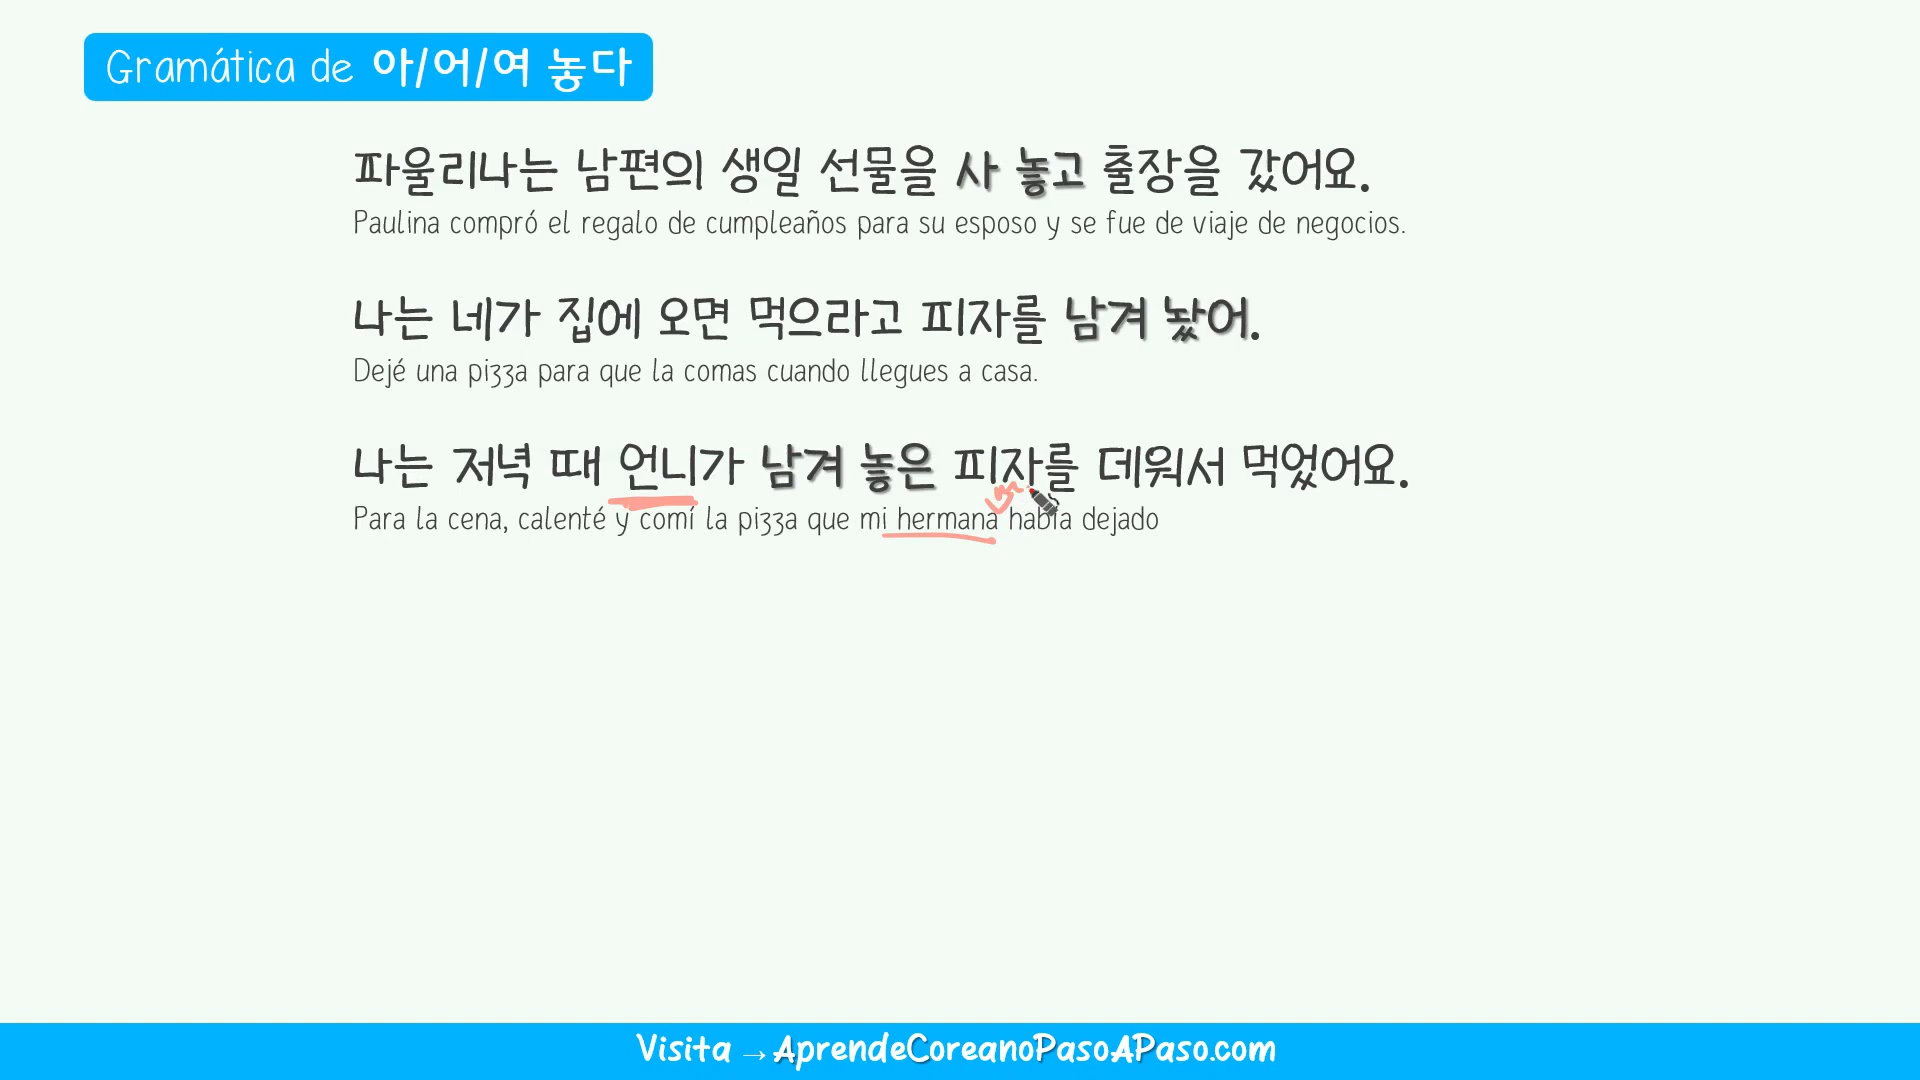 Gramática de 아/어/여 놓다
파울리나는 남편의 생일 선물을 사 놓고 출장을 갔어요.
Paulina compró el regalo de cumpleaños para su esposo y se fue de viaje de negocios.
나는 네가 집에 오면 먹으라고 피자를 남겨 놨어.
Dejé una pizza para que la comas cuando llegues a casa.
나는 저녁 때 언니가 남겨 놓은 피자를 데워서 먹었어요.
Para la cena, calenté y comí la pizza que mi hermana había dejado
Visita →AprendeCoreanoPasoAPaso.com